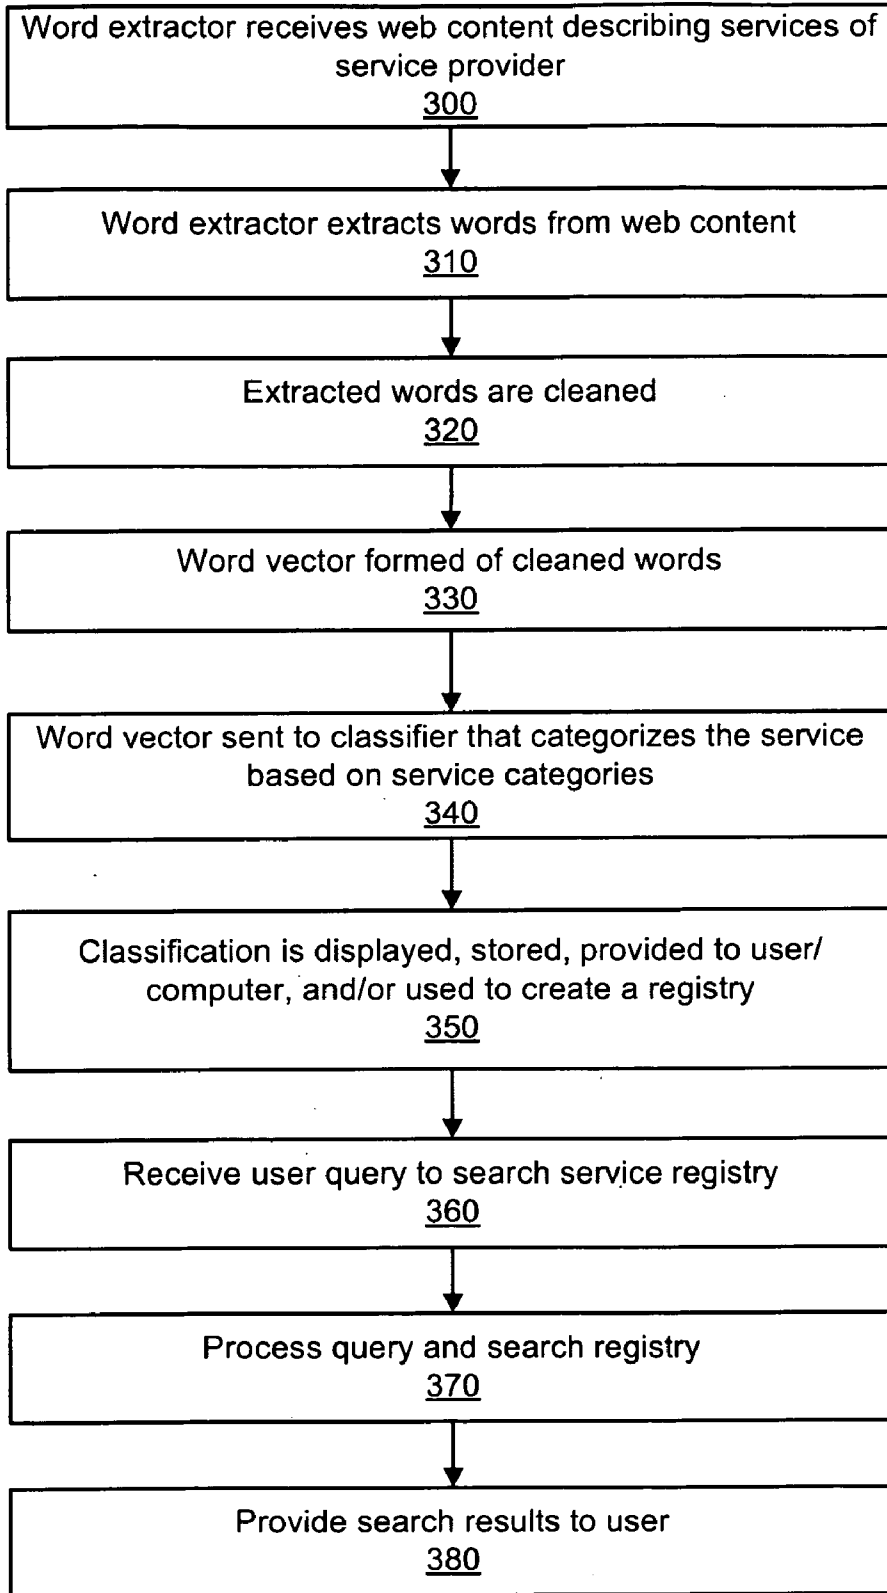 Word extractor receives web content describing services of
service provider
300
Word extractor extracts words from web content
310
Extracted words are cleaned
320
Word vector formed of cleaned words
330
Word vector sent to classifier that categorizes the service
based on service categories
340
Classification is displayed, stored, provided to user/
computer, and/or used to create a registry
350
Receive user query to search service registry
360
Process query and search registry
370
Provide search results to user
380